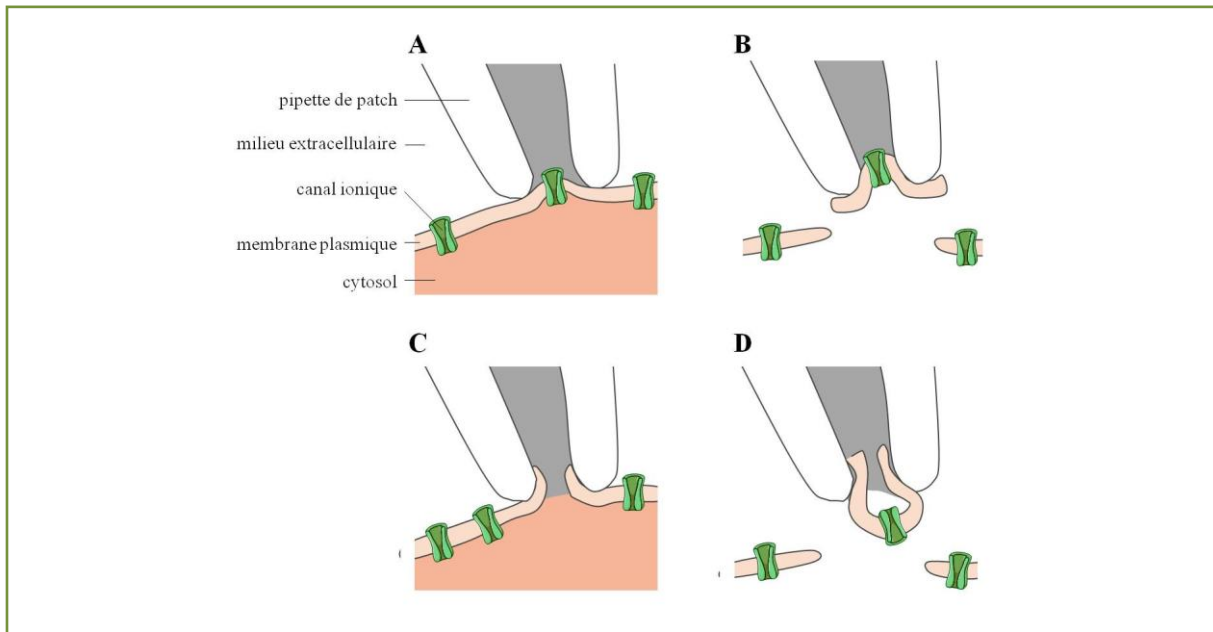 A
B
pipette de patch
milieu extracellulaire
canal ionique
membrane plasmique
cytosol
C
D